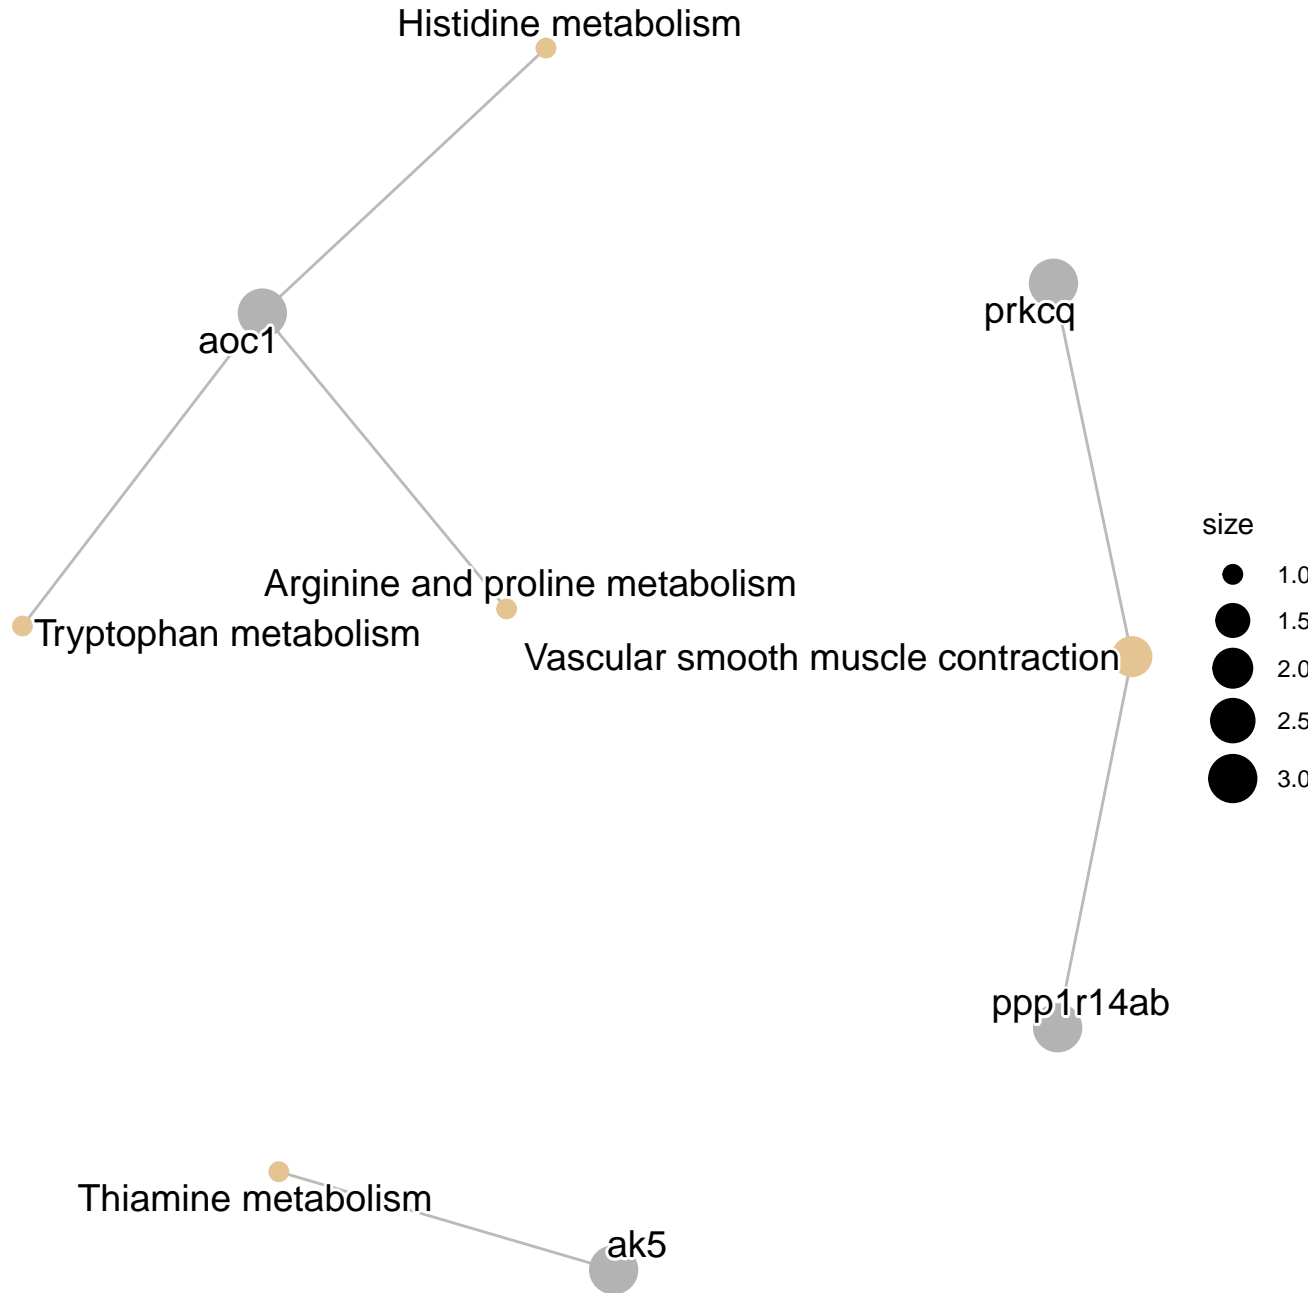 Histidine metabolism
prkcq
aoc1
size
1.0
1.5
2.0
2.5
3.0
Arginine and proline metabolism
Tryptophan metabolism
Vascular smooth muscle contraction
ppp1r14ab
Thiamine metabolism
ak5